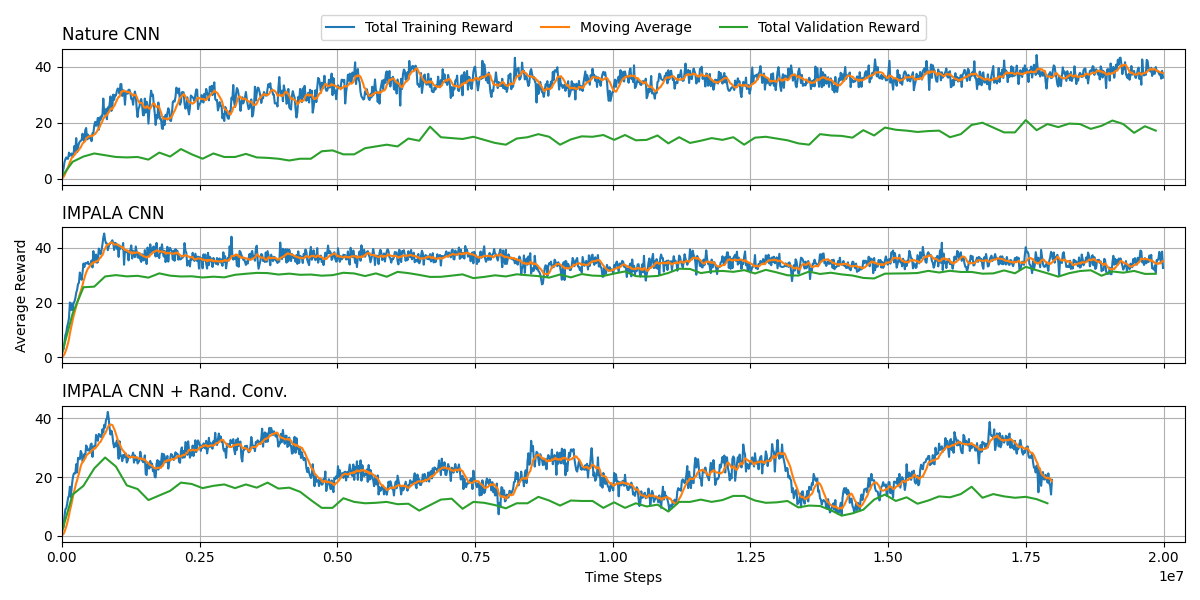 Total Training Reward Moving Average Total Validation Reward
Nature CNN
40
20
0
IMPALA CNN
40
20
0
Average Reward
IMPALA CNN + Rand. Conv.
40
20
0
0.00 0.25 0.50 0.75 1.00 1.25 1.50 1.75 2.00
Time Steps
1e7